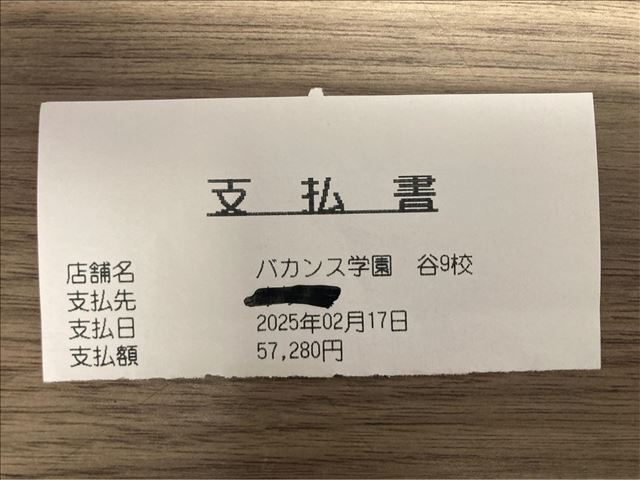 支払書
店舗名 バカンス学園 谷9校
支払先
支払日 2025年02月17日
支払額 57,280円